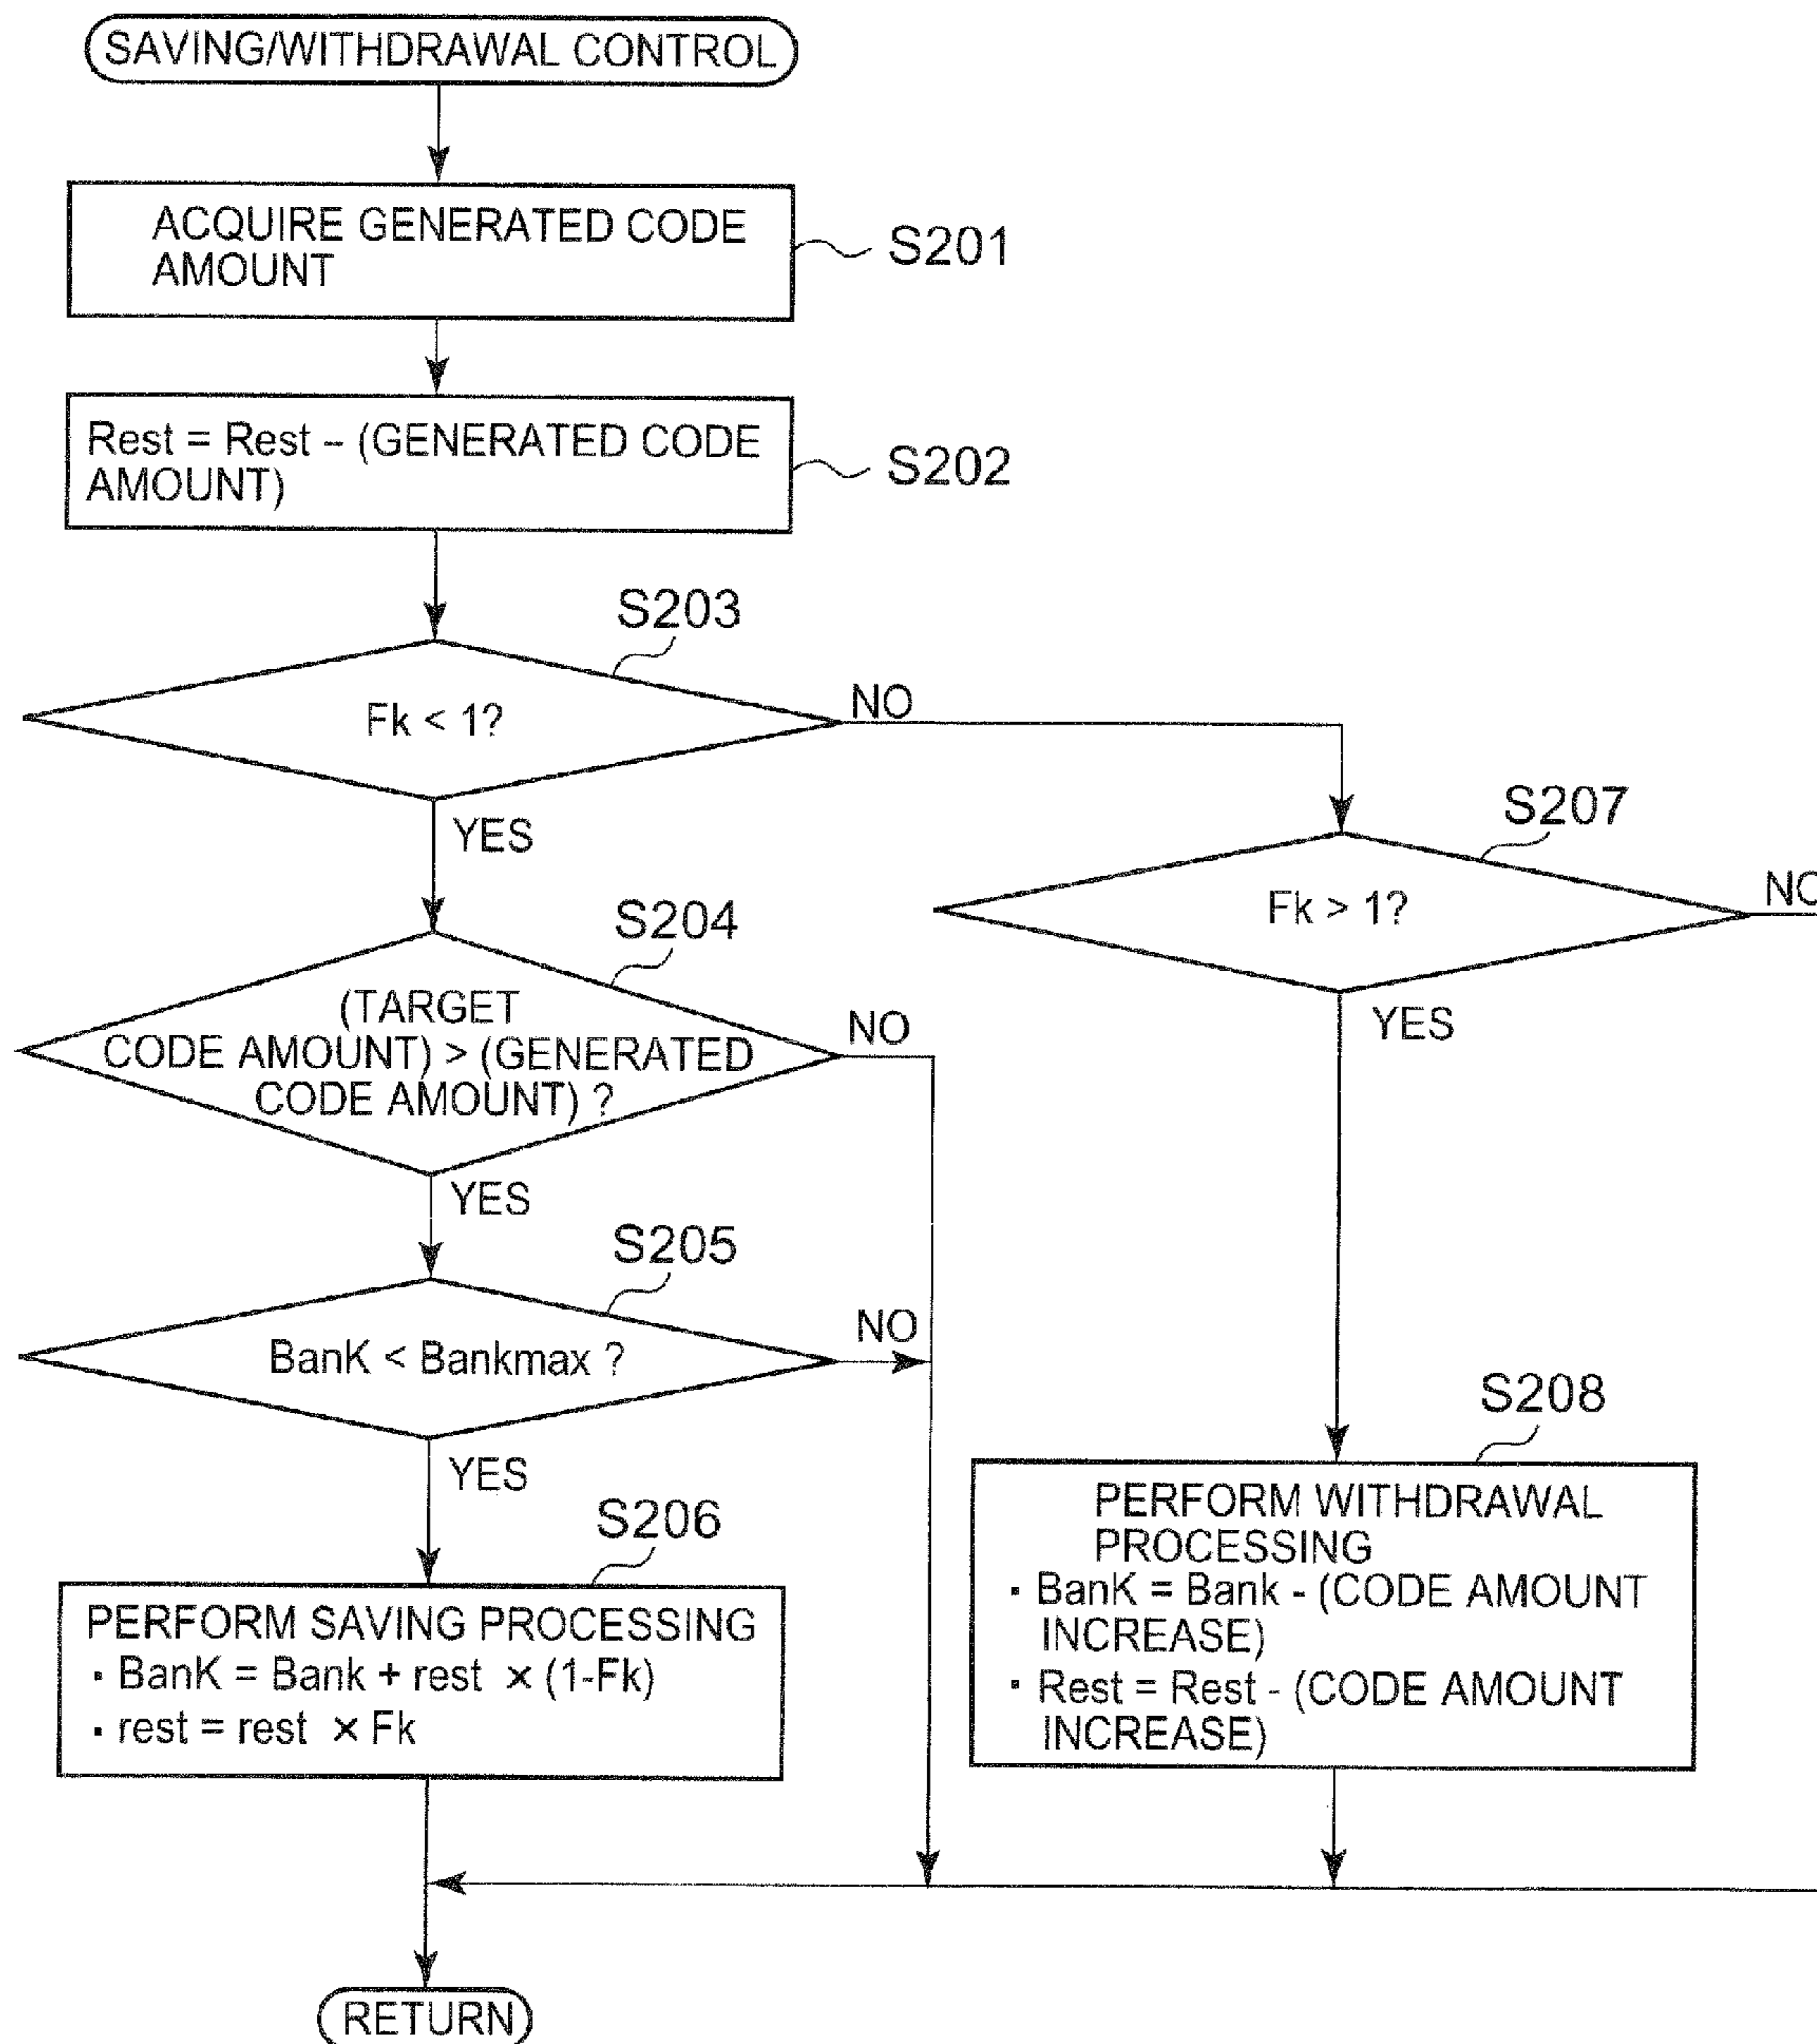 SAVING/WITHDRAWAL CONTROL
ACQUIRE GENERATED CODE
AMOUNT
S201
Rest = Rest – (GENERATED CODE
AMOUNT)
S202
S203
Fk < 1?
NO
YES
S207
Fk > 1?
NO
YES
S204
(TARGET
CODE AMOUNT) > (GENERATED
CODE AMOUNT) ?
NO
YES
S205
BanK < Bankmax ?
NO
YES
S206
PERFORM SAVING PROCESSING
· BanK = Bank + rest × (1-Fk)
· rest = rest × Fk
S208
PERFORM WITHDRAWAL
PROCESSING
· BanK = Bank - (CODE AMOUNT
INCREASE)
· Rest = Rest - (CODE AMOUNT
INCREASE)
RETURN